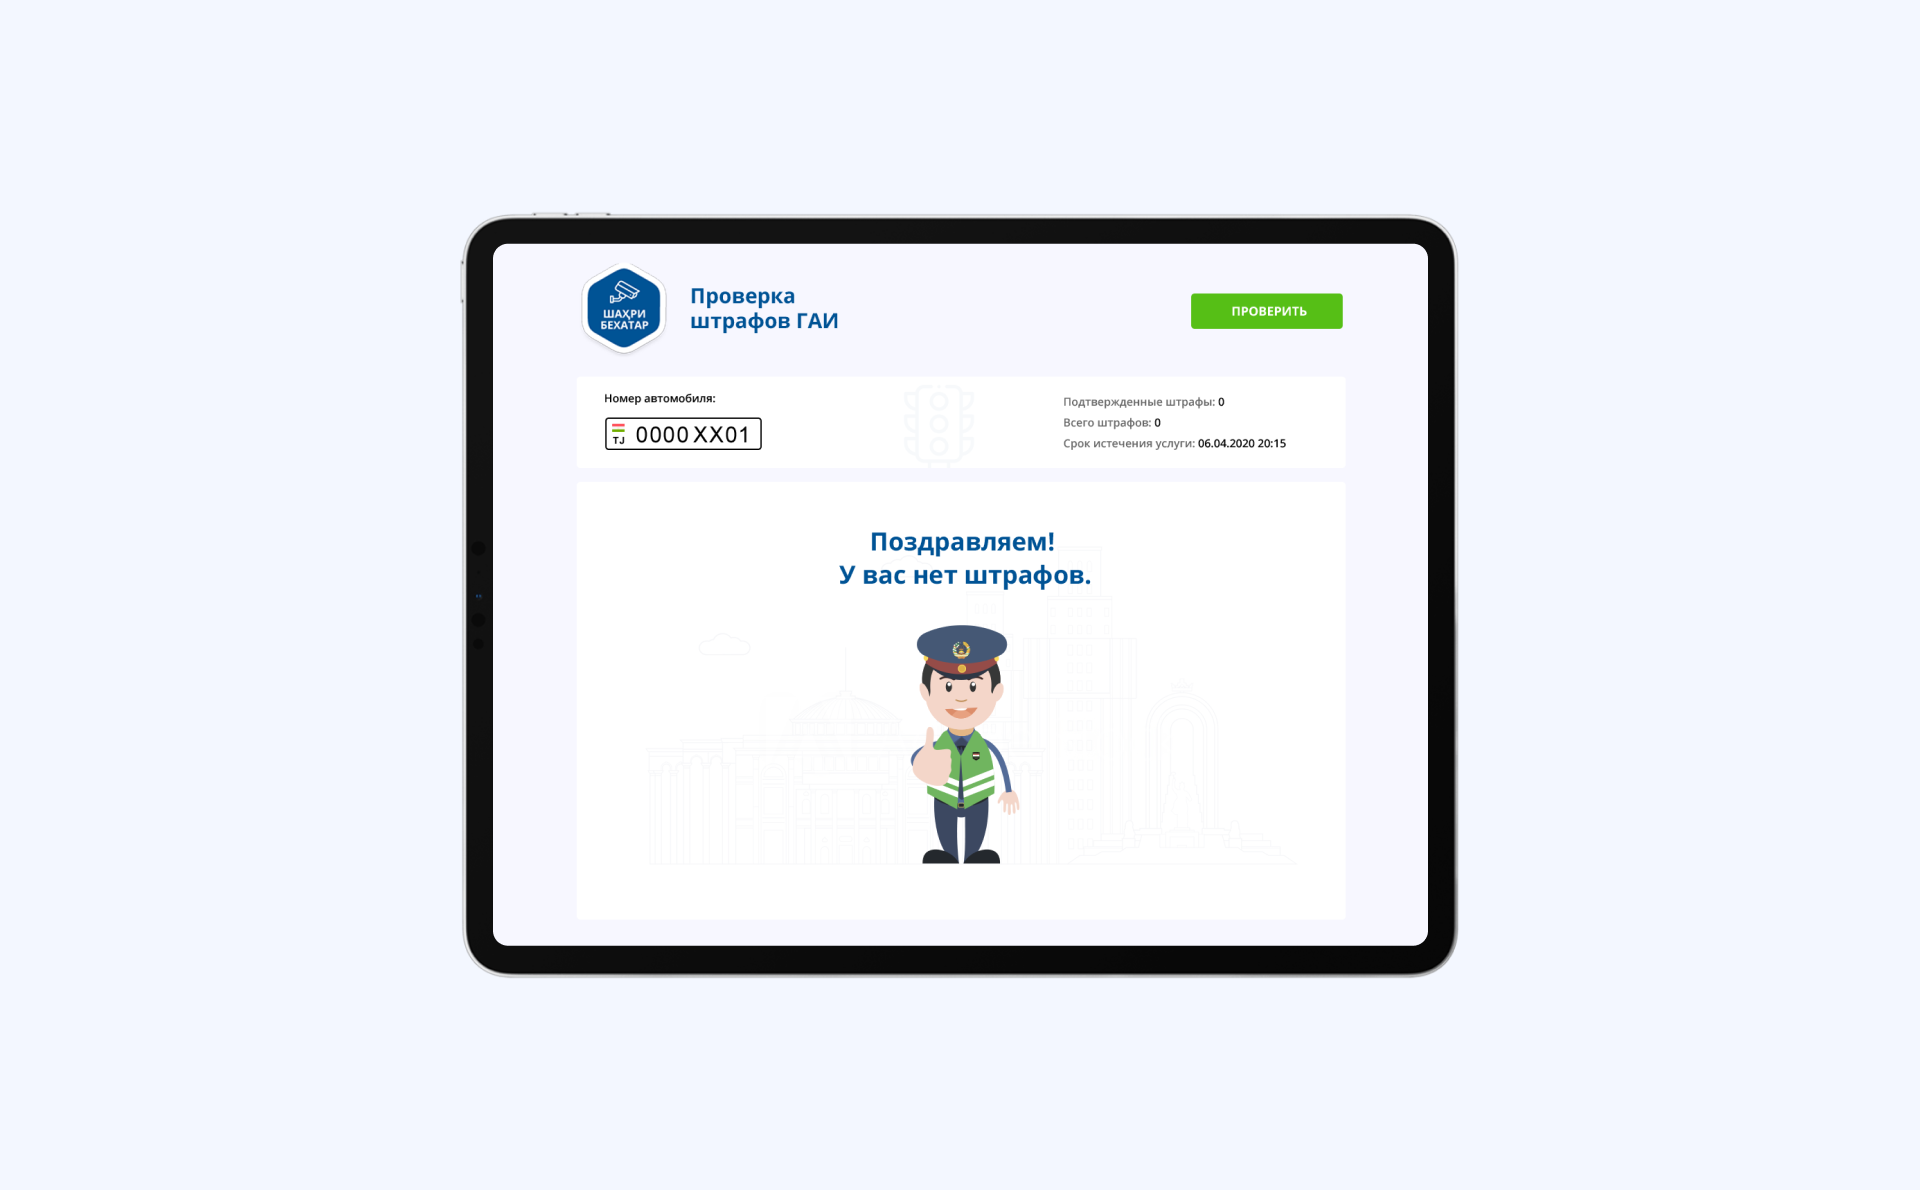 ШАҲРИ
БЕХАТАР
Проверка
штрафов ГАИ
ПРОВЕРИТЬ
Номер автомобиля:
TJ 0000 XX01
Подтвержденные штрафы: 0
Всего штрафов: 0
Срок истечения услуги: 06.04.2020 20:15
Поздравляем!
У вас нет штрафов.